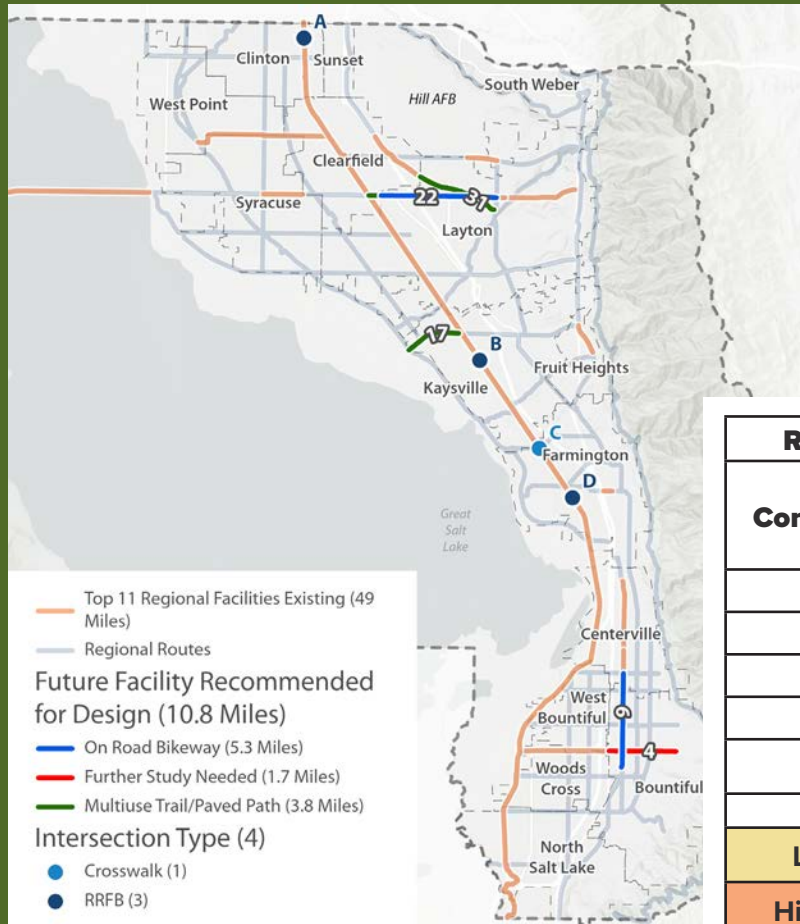 A
Clinton
Sunset
South Weber
Hill AFB
West Point
Clearfield
22
31
Syracuse
Layton
17
B
Fruit Heights
Kaysville
C
Farmington
D
Great
Salt
Lake
Centerville
West
Bountiful
4
Woods
Cross
Bountiful
North
Salt Lake
Top 11 Regional Facilities Existing (49
Miles)
Regional Routes
Future Facility Recommended
for Design (10.8 Miles)
On Road Bikeway (5.3 Miles)
Further Study Needed (1.7 Miles)
Multiuse Trail/Paved Path (3.8 Miles)
Intersection Type (4)
Crosswalk (1)
RRFB (3)
R
Cor
L
Hi